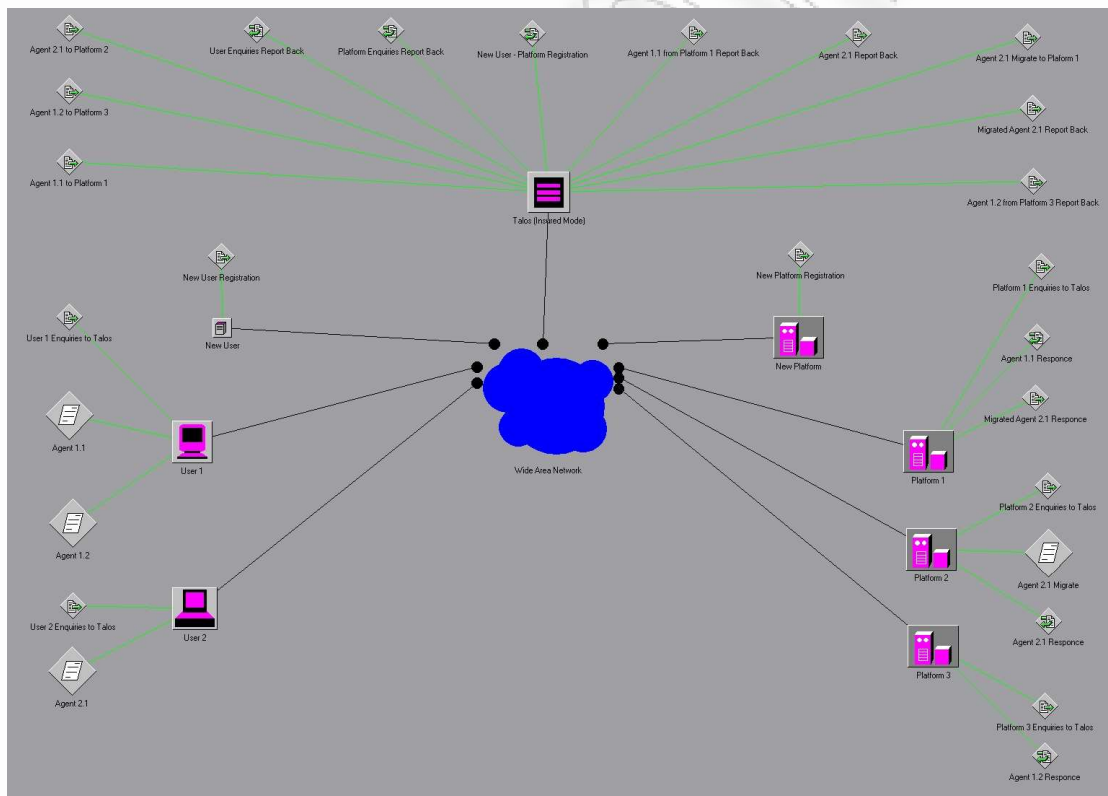 Agent 2.1 to Platform 2
User Enquiries Report Back
Platform Enquiries Report Back
New User - Platform Registration
Agent 1.1 from Platform 1 Report Back
Agent 2.1 Report Back
Agent 2.1 Migrate to Plaform 1
Agent 1.2 to Platform 3
Migrated Agent 2.1 Report Back
Agent 1.1 to Platform 1
Agent 1.2 from Platform 3 Report Back
Talos (Insured Mode)
New User Registration
New Platform Registration
Platform 1 Enquiries to Talos
User 1 Enquiries to Talos
New User
New Platform
Agent 1.1 Responce
Migrated Agent 2.1 Responce
Agent 1.1
User 1
Wide Area Network
Platform 1
Platform 2 Enquiries to Talos
Agent 1.2
Platform 2
Agent 2.1 Migrate
User 2 Enquiries to Talos
User 2
Agent 2.1 Responce
Platform 3
Agent 2.1
Platform 3 Enquiries to Talos
Agent 1.2 Responce